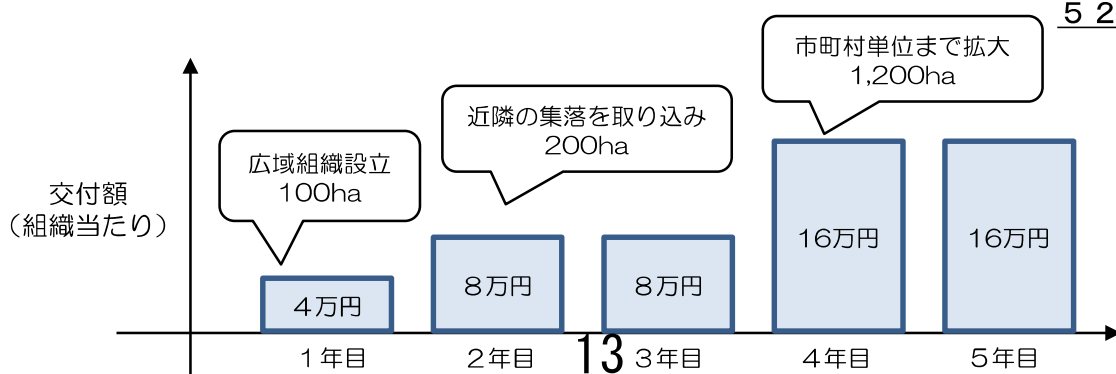 ５２
市町村単位まで拡大
1,200ha
近隣の集落を取り込み
200ha
広域組織設立
100ha
交付額
（組織当たり）
４万円
８万円
８万円
16万円
16万円
１年目
２年目
13
３年目
４年目
５年目